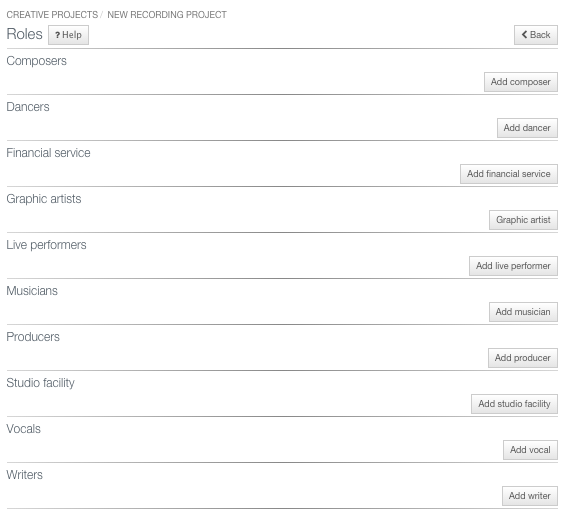 CREATIVE PROJECTS / NEW RECORDING PROJECT
Roles ? Help < Back
Composers
Add composer
Dancers
Add dancer
Financial service
Add financial service
Graphic artists
Graphic artist
Live performers
Add live performer
Musicians
Add musician
Producers
Add producer
Studio facility
Add studio facility
Vocals
Add vocal
Writers
Add writer